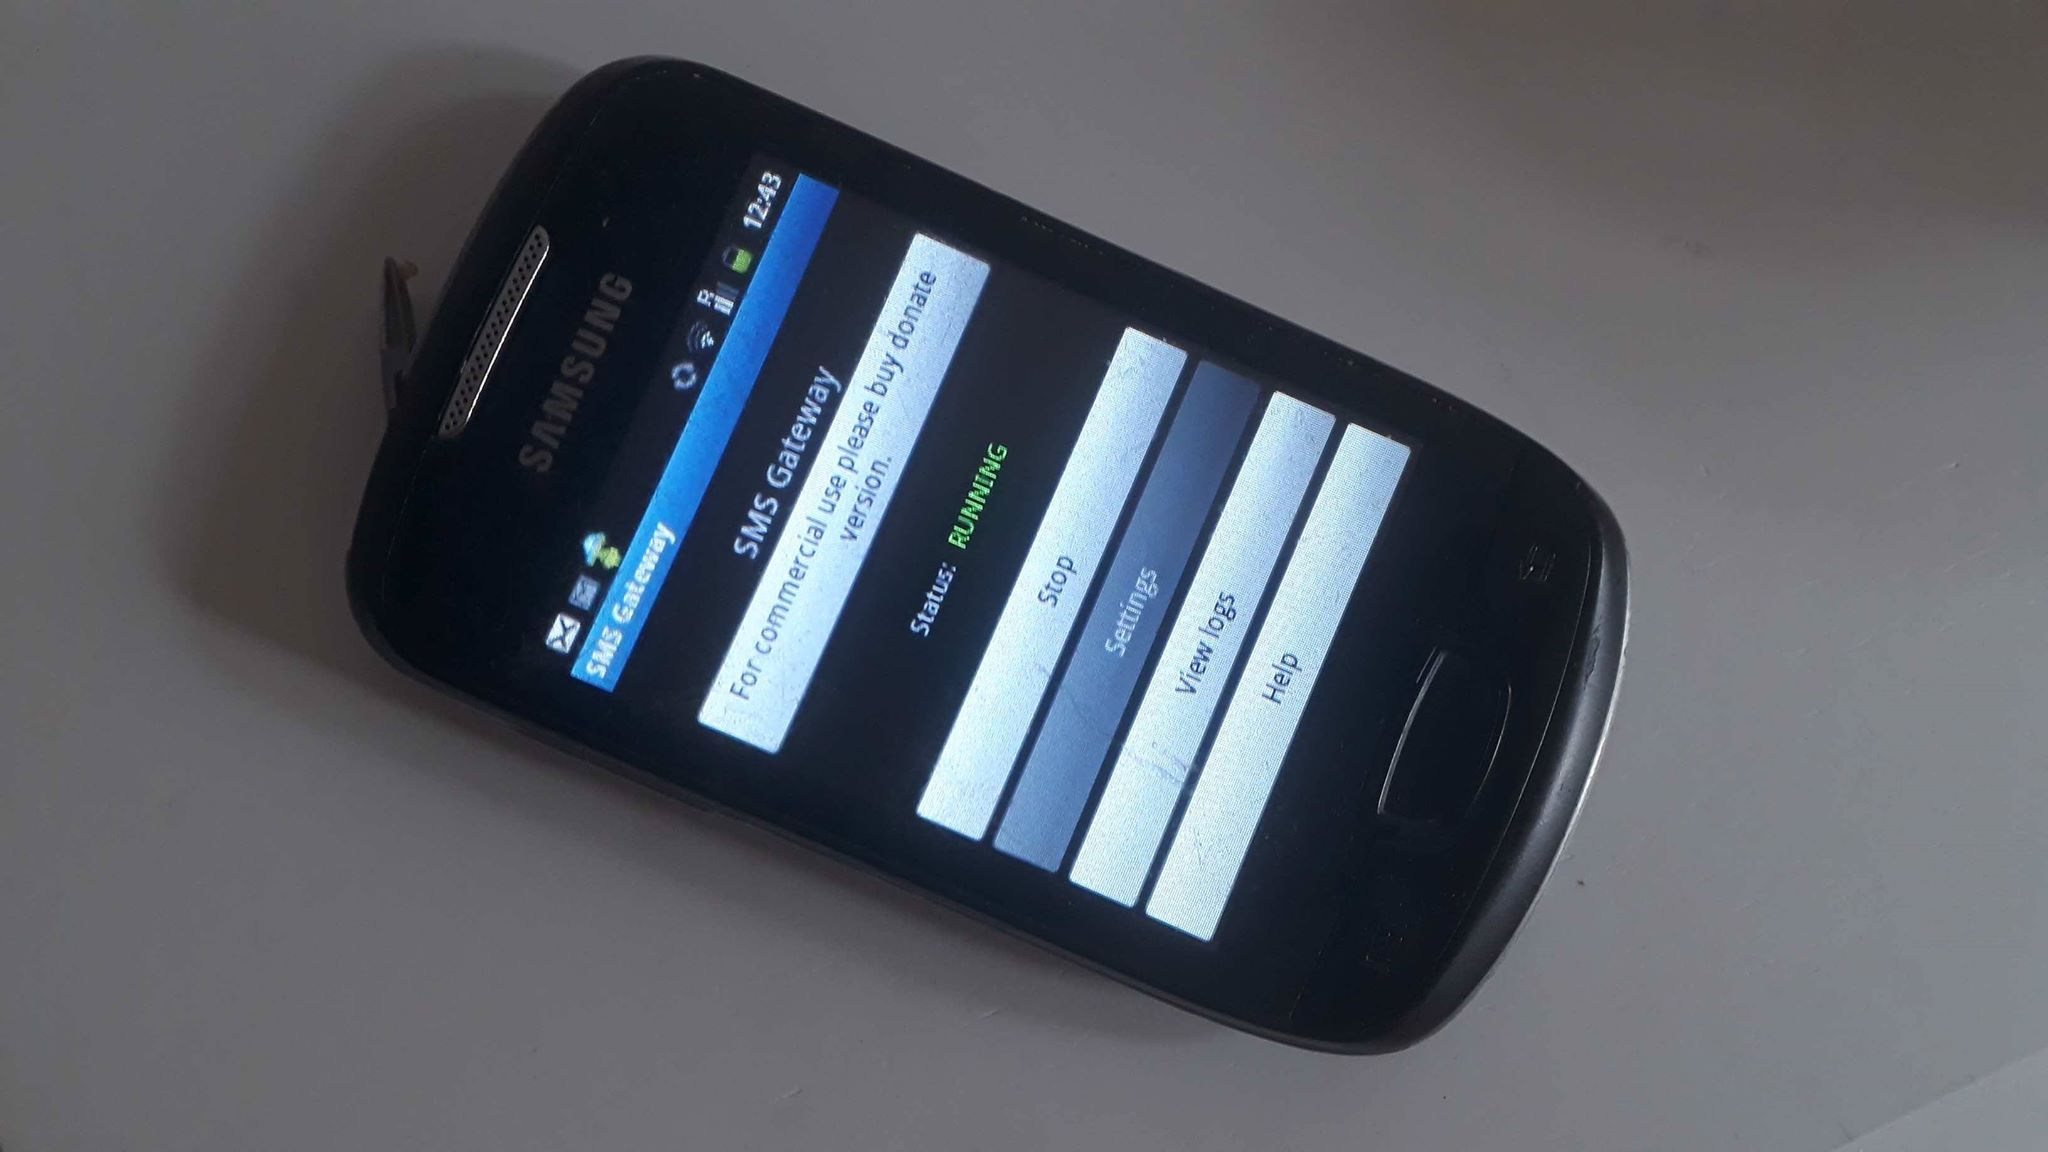 SAMSUNG
R
12:43
SMS Gateway
SMS Gateway
For commercial use please buy donate
version.
Status: RUNNING
Stop
Settings
View logs
Help